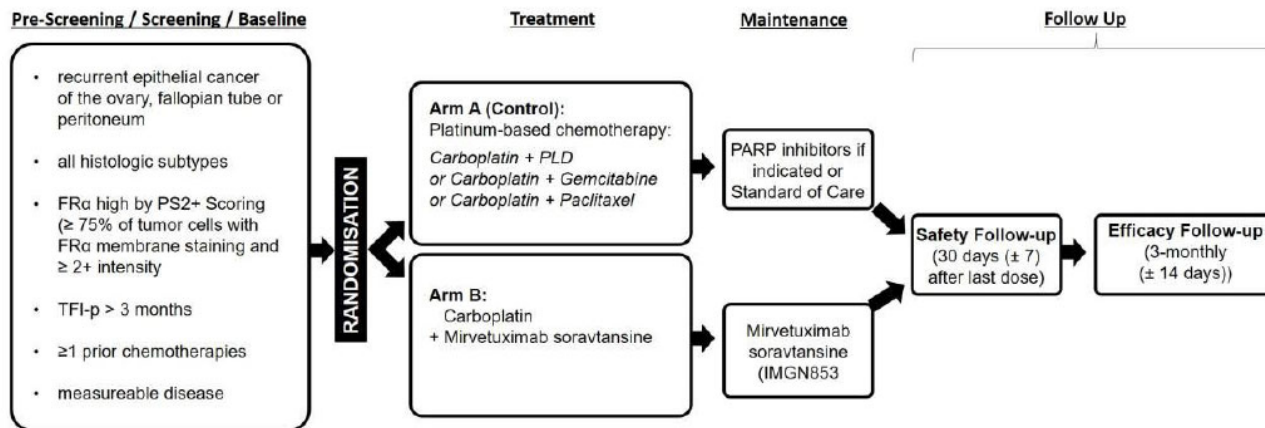 Pre-Screening / Screening / Baseline
Treatment
Maintenance
Follow Up
• recurrent epithelial cancer
of the ovary, fallopian tube or
peritoneum
• all histologic subtypes
• FRα high by PS2+ Scoring
(≥ 75% of tumor cells with
FRα membrane staining and
≥ 2+ intensity
• TFI-p > 3 months
• ≥1 prior chemotherapies
• measureable disease
RANDOMISATION
Arm A (Control):
Platinum-based chemotherapy:
Carboplatin + PLD
or Carboplatin + Gemcitabine
or Carboplatin + Paclitaxel
Arm B:
Carboplatin
+ Mirvetuximab soravtansine
PARP inhibitors if
indicated or
Standard of Care
Mirvetuximab
soravtansine
(IMGN853
Safety Follow-up
(30 days (± 7)
after last dose)
Efficacy Follow-up
(3-monthly
(± 14 days))